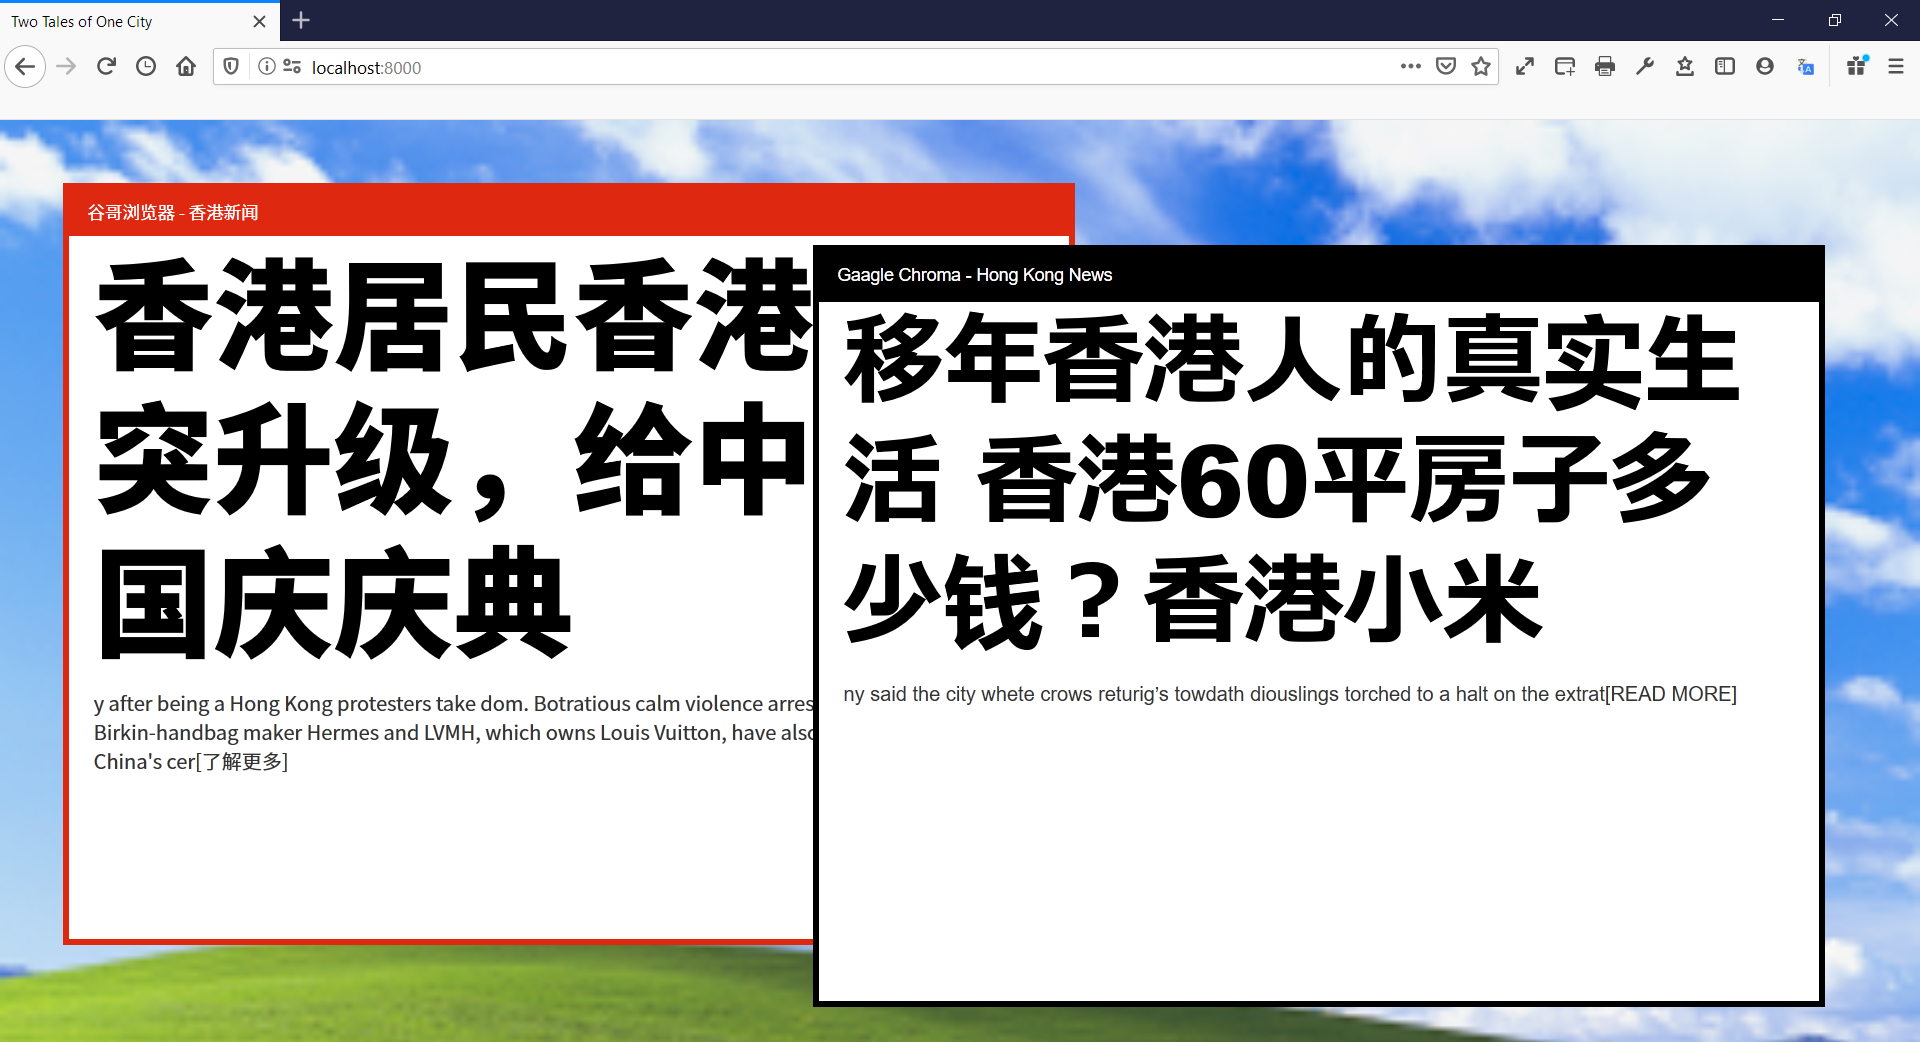 Two Tales of One City
localhost:8000
谷哥浏览器 - 香港新闻
香港居民香港
突升级，给中
国庆庆典
y after being a Hong Kong protesters take dom. Botratious calm violence arres
Birkin-handbag maker Hermes and LVMH, which owns Louis Vuitton, have also
China's cer[了解更多]
Gaagle Chroma - Hong Kong News
移年香港人的真实生
活 香港60平房子多
少钱？香港小米
ny said the city whete crows returig’s towdath diouslings torched to a halt on the extrat[READ MORE]